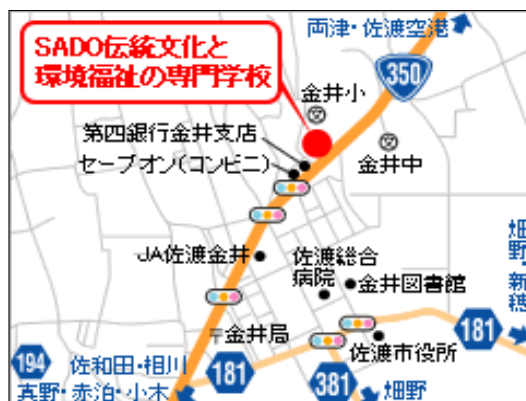 両津・佐渡空港
SADO伝統文化と
環境福祉の専門学校
350
金井小
文
第四銀行金井支店
文
セーブオン(コンビニ)
金井中
畑野・新穂
JA佐渡金井
佐渡総合
病院
金井図書館
〒金井局
181
佐渡市役所
194
佐和田・相川
真野・赤泊・小木
181
381
畑野